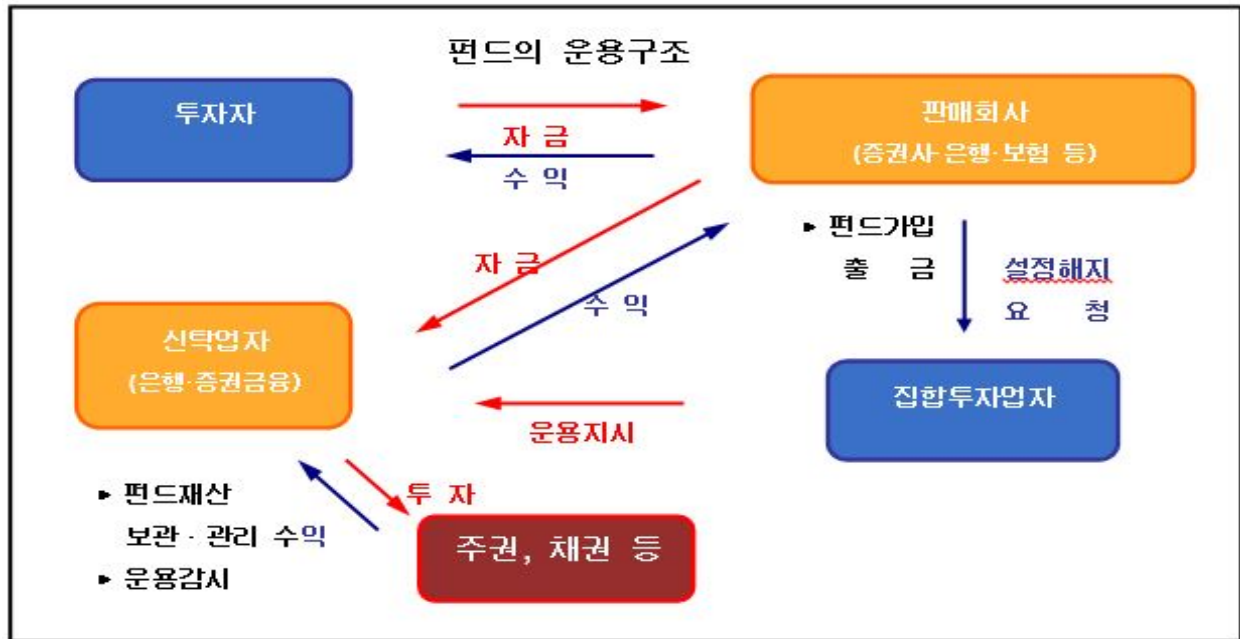 펀드의 운용구조
투자자
자 금
수 익
판매회사
(증권사·은행·보험 등)
자 금
수 익
▸ 펀드가입
출 금
설정해지
요 청
신탁업자
(은행·증권금융)
집합투자업자
운용지시
▸ 펀드재산
보관 · 관리 수익
▸ 운용감시
투 자
주권, 채권 등